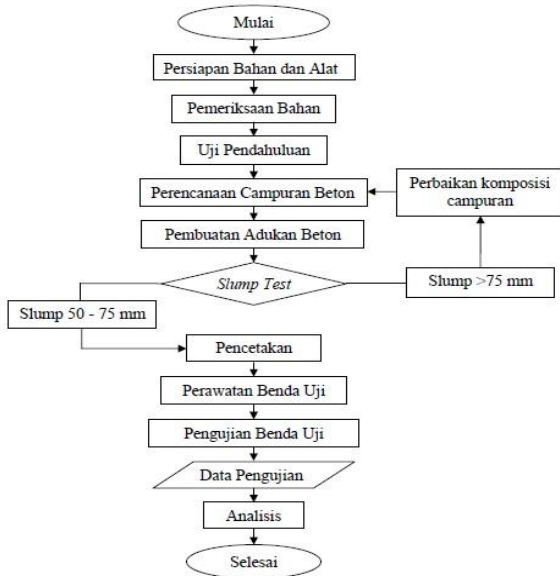 Mulai
Persiapan Bahan dan Alat
Pemeriksaan Bahan
Uji Pendahuluan
Perencanaan Campuran Beton
Perbaikan komposisi
campuran
Pembuatan Adukan Beton
Slump Test
Slump >75 mm
Slump 50 - 75 mm
Pencetakan
Perawatan Benda Uji
Pengujian Benda Uji
Data Pengujian
Analisis
Selesai